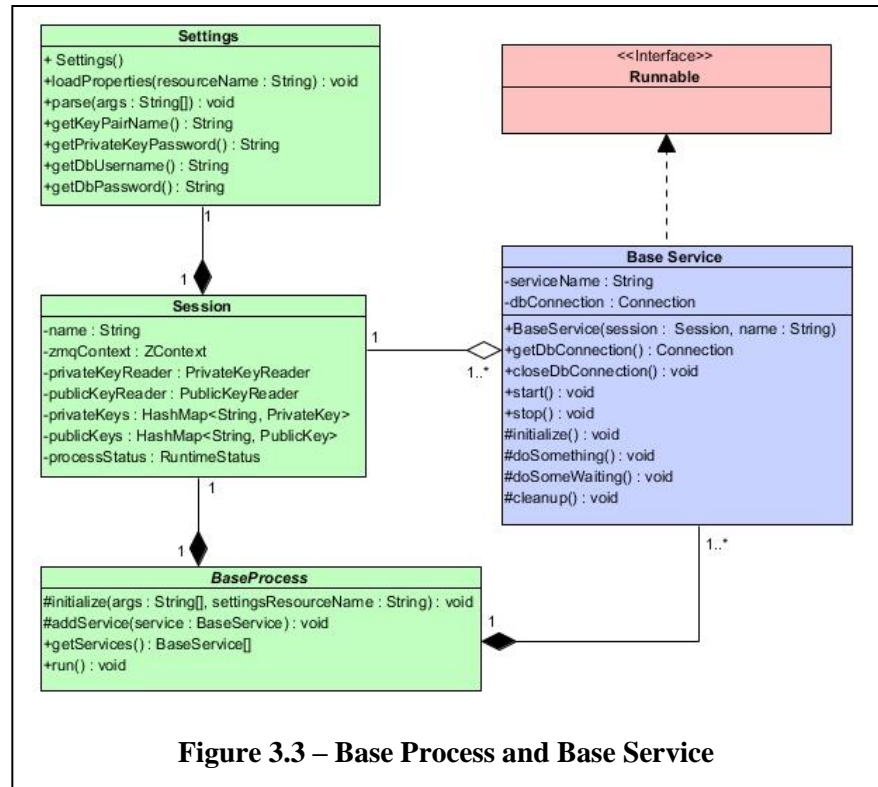 Settings
+ Settings()
+loadProperties(resourceName : String) : void
+parse(args : String[]) : void
+getKeyPairName() : String
+getPrivateKeyPassword() : String
+getDbUsername() : String
+getDbPassword() : String
<<Interface>>
Runnable
1
1
Session
-name : String
-zmqContext : ZContext
-privateKeyReader : PrivateKeyReader
-publicKeyReader : PublicKeyReader
-privateKeys : HashMap<String, PrivateKey>
-publicKeys : HashMap<String, PublicKey>
-processStatus : RuntimeStatus
1
1..*
Base Service
-serviceName : String
-dbConnection : Connection
+BaseService(session : Session, name : String)
+getDbConnection() : Connection
+closeDbConnection() : void
+start() : void
+stop() : void
#initialize() : void
#doSomething() : void
#doSomeWaiting() : void
#cleanup() : void
1
1
1..*
BaseProcess
#initialize(args : String[], settingsResourceName : String) : void
#addService(service : BaseService) : void
+getServices() : BaseService[]
+run() : void
1
Figure 3.3 – Base Process and Base Service